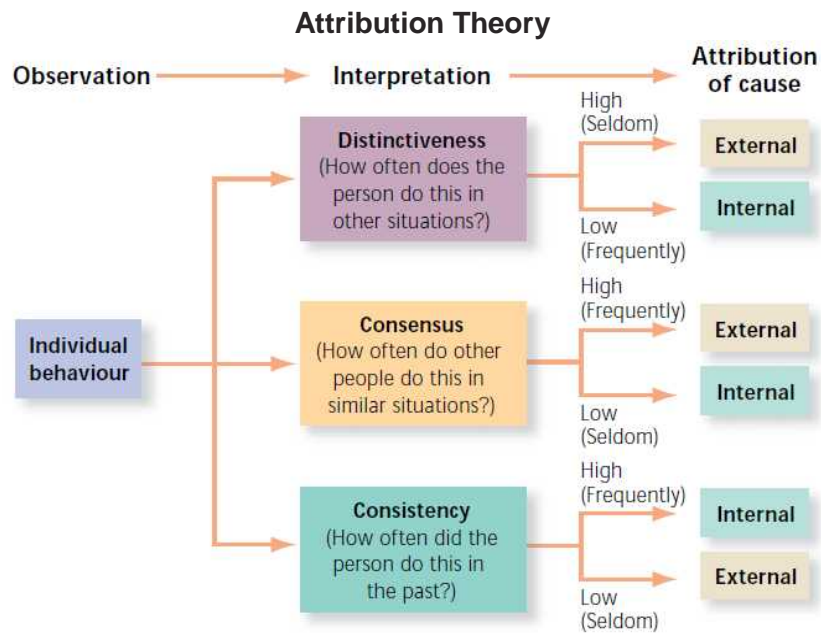 Attribution Theory
Observation
Interpretation
Attribution
of cause
Individual
behaviour
Distinctiveness
(How often does the
person do this in
other situations?)
High
(Seldom)
External
Internal
Low
(Frequently)
Consensus
(How often do other
people do this in
similar situations?)
High
(Frequently)
External
Internal
Low
(Seldom)
Consistency
(How often did the
person do this in
the past?)
High
(Frequently)
Internal
External
Low
(Seldom)